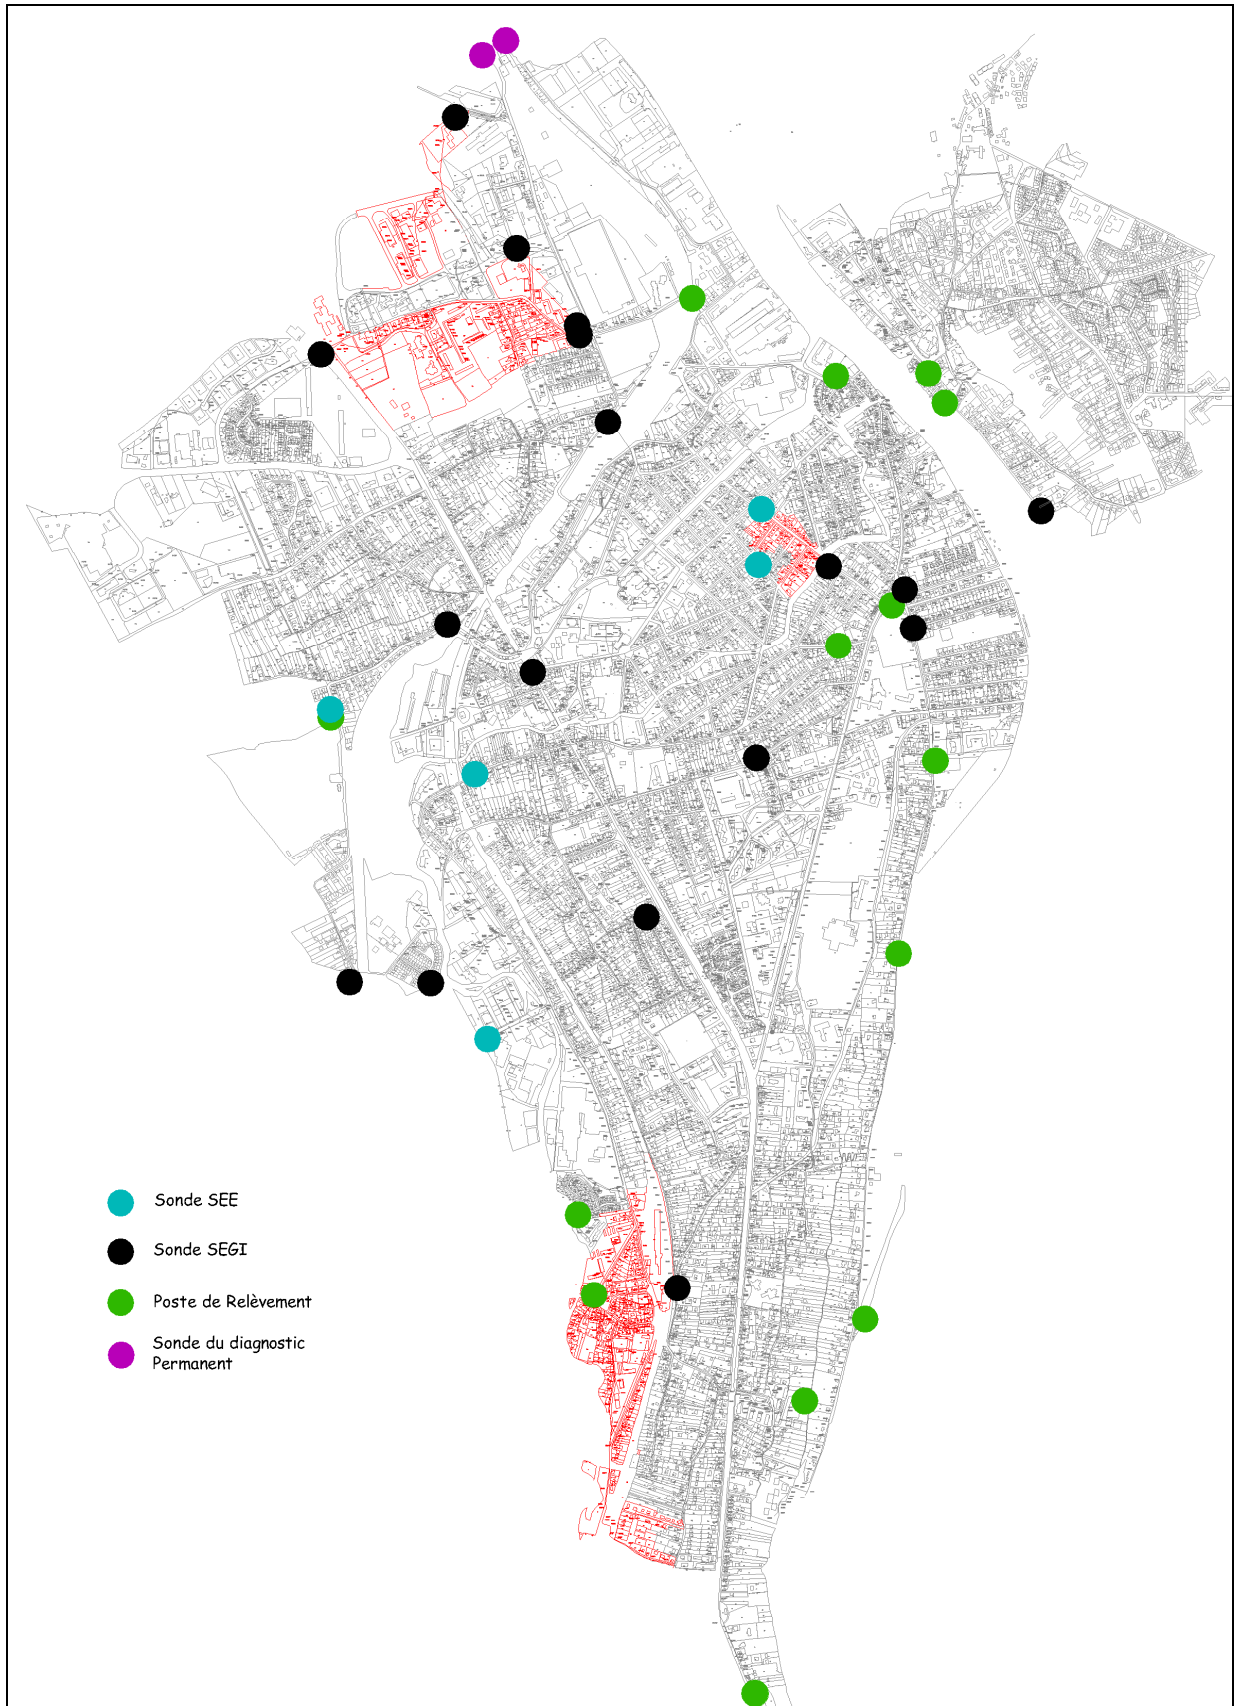 Sonde SEE
Sonde SEGI
Poste de Relèvement
Sonde du diagnostic
Permanent